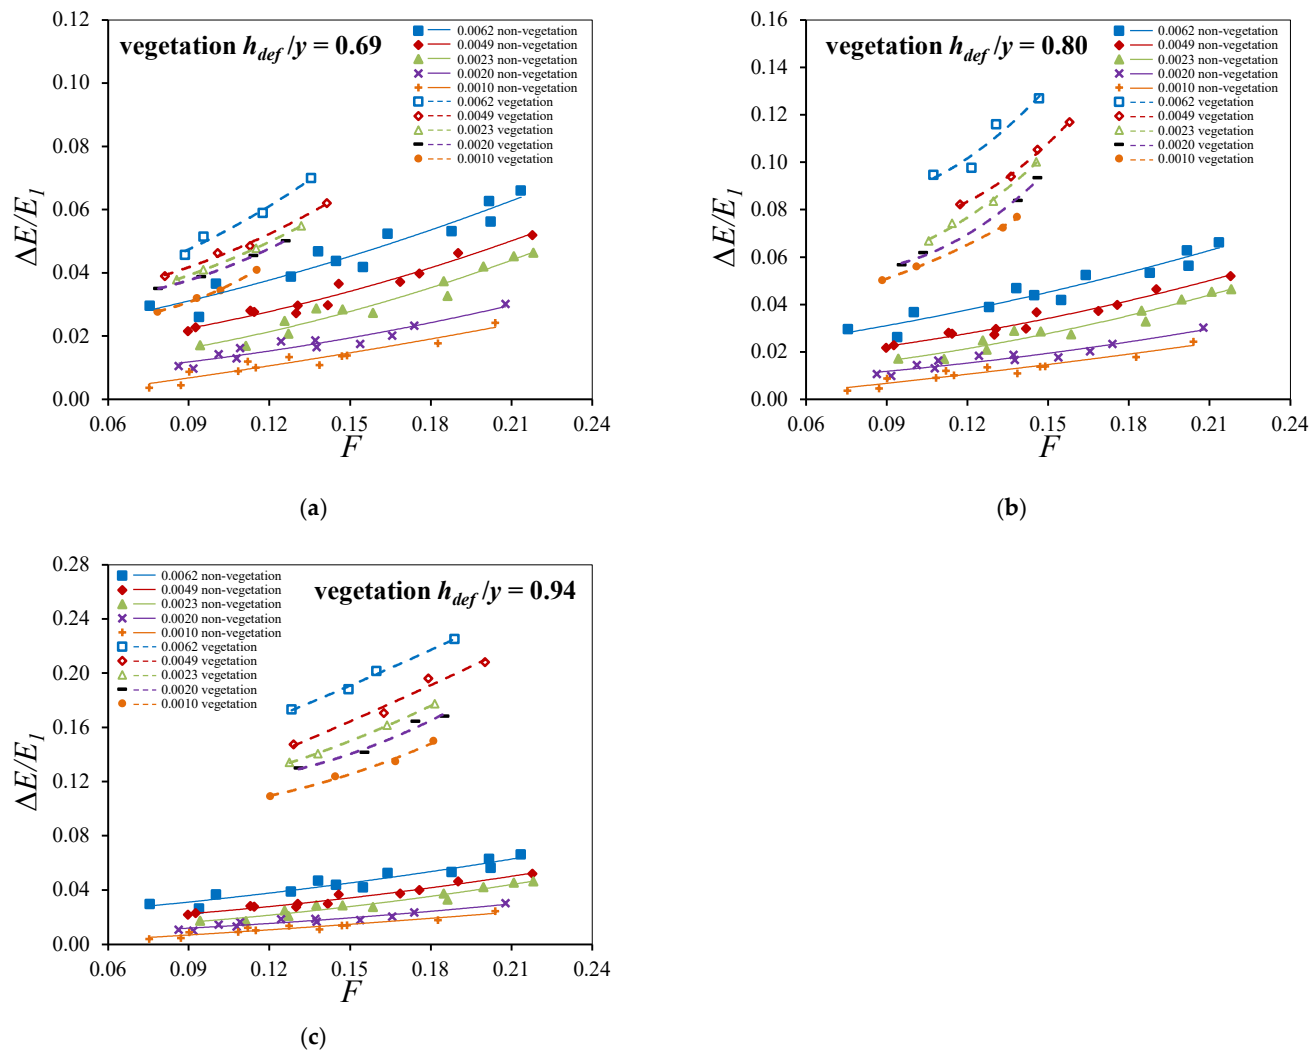 vegetation h_def/y = 0.69
0.0062 non-vegetation
0.0049 non-vegetation
0.0023 non-vegetation
0.0020 non-vegetation
0.0010 non-vegetation
0.0062 vegetation
0.0049 vegetation
0.0023 vegetation
0.0020 vegetation
0.0010 vegetation
0.12
0.10
0.08
0.06
0.04
0.02
0.00
ΔE/E₁
0.06 0.09 0.12 0.15 0.18 0.21 0.24
F
(a)
vegetation h_def/y = 0.80
0.0062 non-vegetation
0.0049 non-vegetation
0.0023 non-vegetation
0.0020 non-vegetation
0.0010 non-vegetation
0.0062 vegetation
0.0049 vegetation
0.0023 vegetation
0.0020 vegetation
0.0010 vegetation
0.16
0.14
0.12
0.10
0.08
0.06
0.04
0.02
0.00
ΔE/E₁
0.06 0.09 0.12 0.15 0.18 0.21 0.24
F
(b)
vegetation h_def/y = 0.94
0.0062 non-vegetation
0.0049 non-vegetation
0.0023 non-vegetation
0.0020 non-vegetation
0.0010 non-vegetation
0.0062 vegetation
0.0049 vegetation
0.0023 vegetation
0.0020 vegetation
0.0010 vegetation
0.28
0.24
0.20
0.16
0.12
0.08
0.04
0.00
ΔE/E₁
0.06 0.09 0.12 0.15 0.18 0.21 0.24
F
(c)